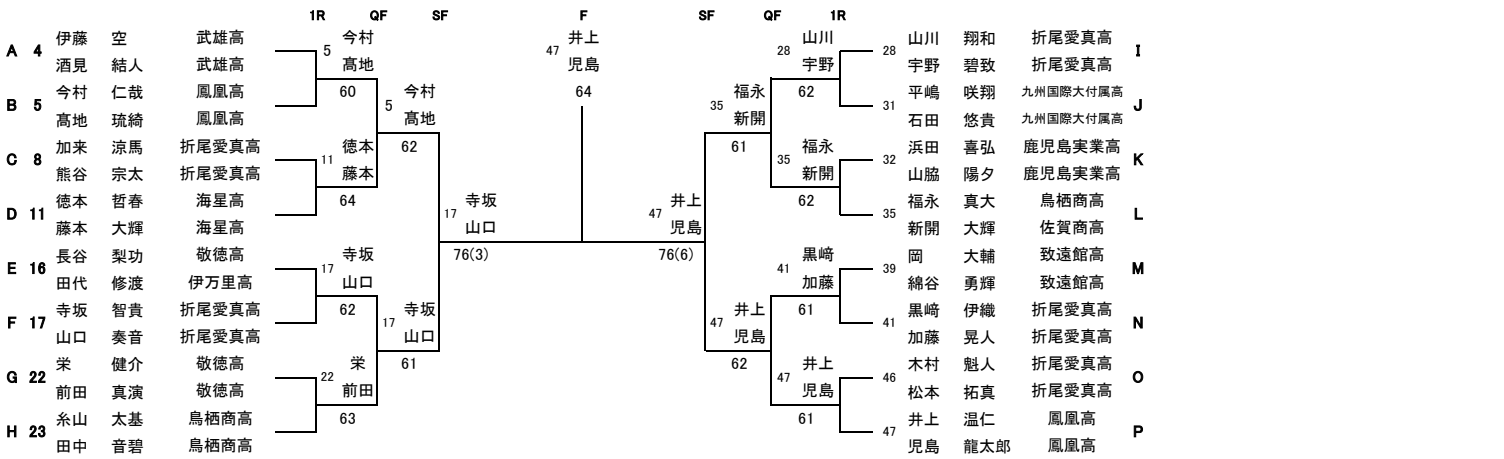 1R QF SF F SF QF 1R
伊藤 空 武雄高 今村 井上 山川 山川 翔和 折尾愛真高
A 4 5 47 28 28 I
酒見 結人 武雄高 髙地 児島 宇野 宇野 碧致 折尾愛真高
今村 仁哉 鳳凰高 60 今村 64 福永 62 平嶋 咲翔 九州国際大付属高
B 5 5 35 31 J
髙地 琉綺 鳳凰高 髙地 新開 石田 悠貴 九州国際大付属高
加来 涼馬 折尾愛真高 徳本 62 61 福永 浜田 喜弘 鹿児島実業高
C 8 11 35 32 K
熊谷 宗太 折尾愛真高 藤本 新開 山脇 陽夕 鹿児島実業高
徳本 哲春 海星高 64 寺坂 井上 62 福永 真大 鳥栖商高
D 11 17 47 35 L
藤本 大輝 海星高 山口 児島 新開 大輝 佐賀商高
長谷 梨功 敬徳高 寺坂 76(3) 76(6) 黒﨑 岡 大輔 致遠館高
E 16 17 41 39 M
田代 修渡 伊万里高 山口 加藤 綿谷 勇輝 致遠館高
寺坂 智貴 折尾愛真高 62 寺坂 井上 61 黒﨑 伊織 折尾愛真高
F 17 17 47 41 N
山口 奏音 折尾愛真高 山口 児島 加藤 晃人 折尾愛真高
栄 健介 敬徳高 栄 61 62 井上 木村 魁人 折尾愛真高
G 22 22 47 46 O
前田 真演 敬徳高 前田 児島 松本 拓真 折尾愛真高
糸山 太基 鳥栖商高 63 61 井上 温仁 鳳凰高
H 23 47 P
田中 音碧 鳥栖商高 児島 龍太郎 鳳凰高